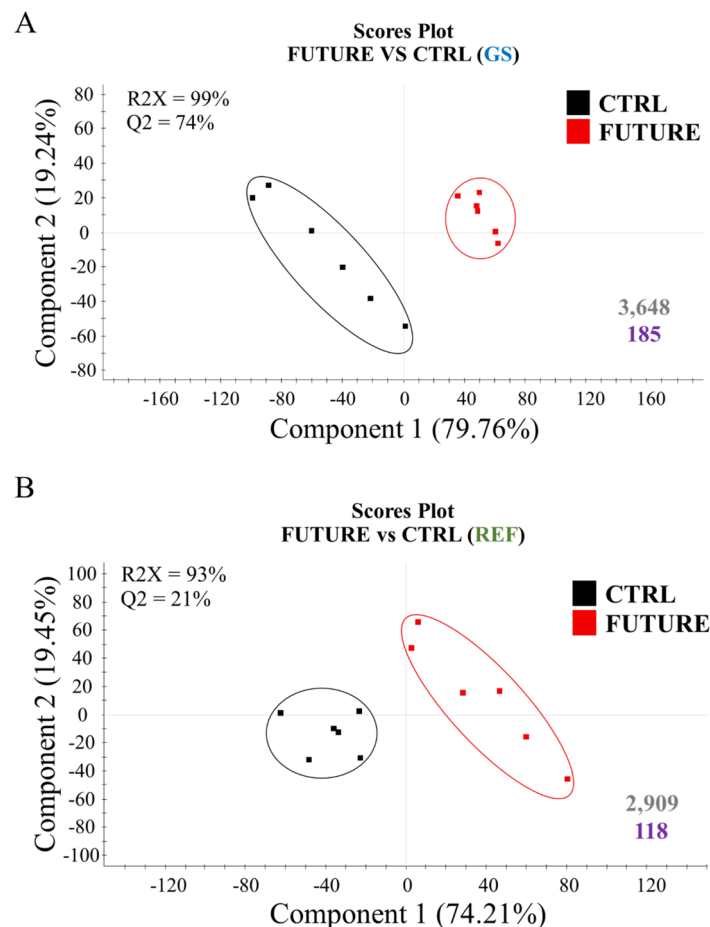 A
Scores Plot
FUTURE VS CTRL (GS)
R2X = 99%
Q2 = 74%
CTRL
FUTURE
Component 2 (19.24%)
80
60
40
20
0
-20
-40
-60
-80
3,648
185
-160 -120 -80 -40 0 40 80 120 160
Component 1 (79.76%)
B
Scores Plot
FUTURE vs CTRL (REF)
R2X = 93%
Q2 = 21%
CTRL
FUTURE
Component 2 (19.45%)
100
80
60
40
20
0
-20
-40
-60
-80
-100
2,909
118
-120 -80 -40 0 40 80 120
Component 1 (74.21%)